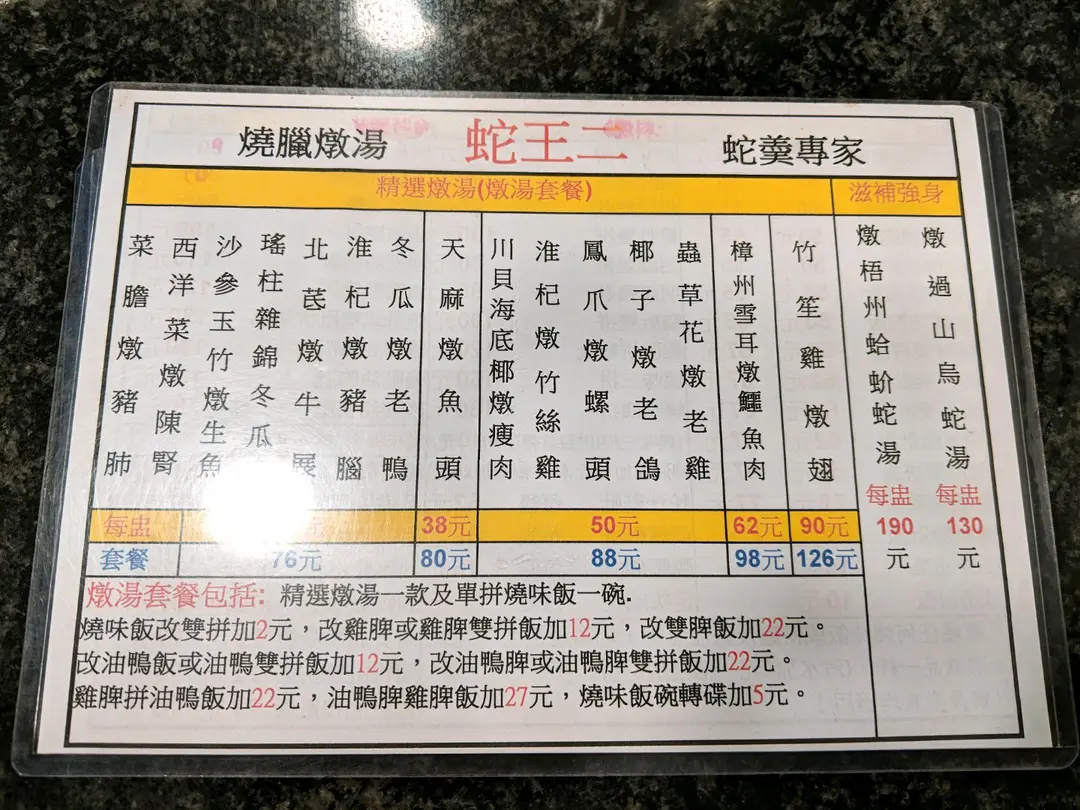 燒臘燉湯 蛇王二 蛇羹專家
精選燉湯(燉湯套餐) 滋補強身
菜膽燉豬肺
西洋菜燉陳腎
沙參玉竹燉生魚
瑤柱雜錦冬瓜
北芪燉牛展
淮杞燉豬腦
冬瓜燉老鴨
天麻燉魚頭
川貝海底椰燉瘦肉
淮杞燉竹絲雞
鳳爪燉螺頭
椰子燉老鴿
蟲草花燉老雞
樟州雪耳燉鱷魚肉
竹笙雞燉翅
燉梧州蛤蚧蛇湯
每盅
190
元
燉過山烏蛇湯
每盅
130
元
每盅 元 38元 50元 62元 90元
套餐 76元 80元 88元 98元 126元
燉湯套餐包括: 精選燉湯一款及單拼燒味飯一碗.
燒味飯改雙拼加2元，改雞脾或雞脾雙拼飯加12元，改雙脾飯加22元。
改油鴨飯或油鴨雙拼飯加12元，改油鴨脾或油鴨脾雙拼飯加22元。
雞脾拼油鴨飯加22元，油鴨脾雞脾飯加27元，燒味飯碗轉碟加5元。